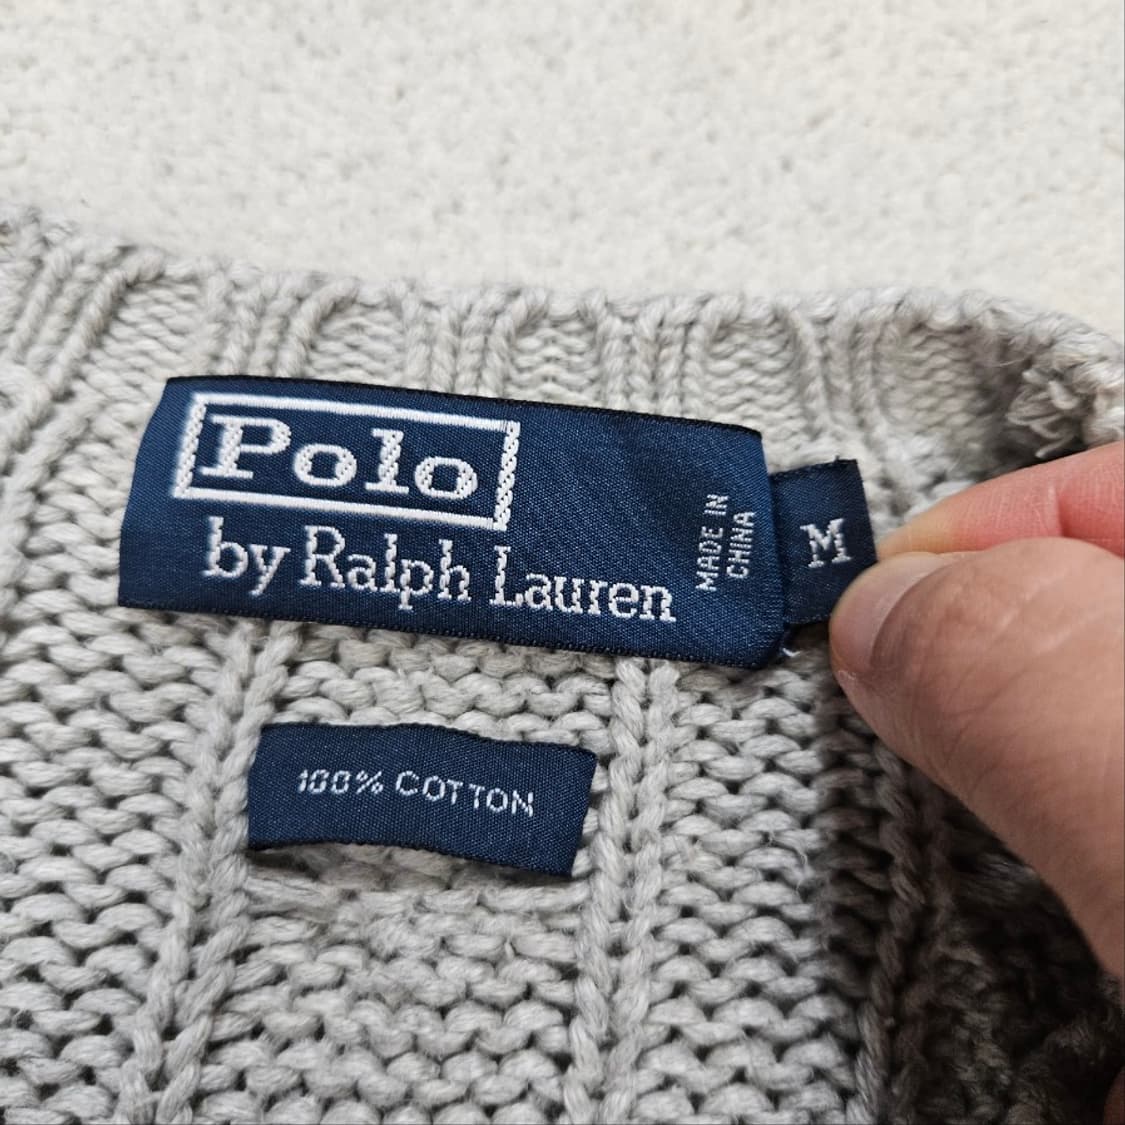 Polo
by Ralph Lauren
MADE IN
CHINA
M
100% COTTON